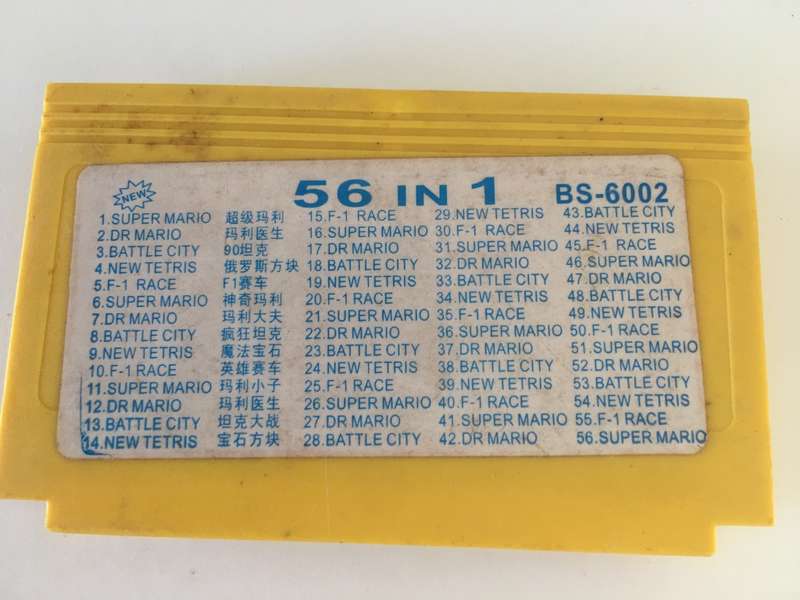 56 IN 1 BS-6002
NEW
1.SUPER MARIO 超级玛利 15.F-1 RACE 29.NEW TETRIS 43.BATTLE CITY
2.DR MARIO 玛利医生 16.SUPER MARIO 30.F-1 RACE 44.NEW TETRIS
3.BATTLE CITY 90坦克 17.DR MARIO 31.SUPER MARIO 45.F-1 RACE
4.NEW TETRIS 俄罗斯方块 18.BATTLE CITY 32.DR MARIO 46.SUPER MARIO
5.F-1 RACE F1赛车 19.NEW TETRIS 33.BATTLE CITY 47.DR MARIO
6.SUPER MARIO 神奇玛利 20.F-1 RACE 34.NEW TETRIS 48.BATTLE CITY
7.DR MARIO 玛利大夫 21.SUPER MARIO 35.F-1 RACE 49.NEW TETRIS
8.BATTLE CITY 疯狂坦克 22.DR MARIO 36.SUPER MARIO 50.F-1 RACE
9.NEW TETRIS 魔法宝石 23.BATTLE CITY 37.DR MARIO 51.SUPER MARIO
10.F-1 RACE 英雄赛车 24.NEW TETRIS 38.BATTLE CITY 52.DR MARIO
11.SUPER MARIO 玛利小子 25.F-1 RACE 39.NEW TETRIS 53.BATTLE CITY
12.DR MARIO 玛利医生 26.SUPER MARIO 40.F-1 RACE 54.NEW TETRIS
13.BATTLE CITY 坦克大战 27.DR MARIO 41.SUPER MARIO 55.F-1 RACE
14.NEW TETRIS 宝石方块 28.BATTLE CITY 42.DR MARIO 56.SUPER MARIO